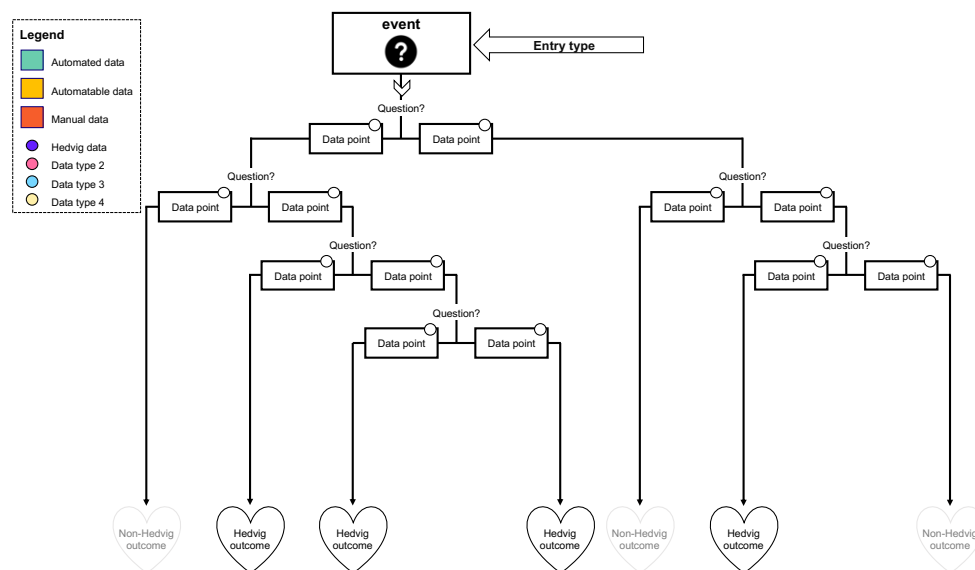 event
?
Entry type
Legend
Automated data
Automatable data
Manual data
Hedvig data
Data type 2
Data type 3
Data type 4
Question?
Data point
Data point
Question?
Question?
Data point
Data point
Data point
Data point
Question?
Question?
Data point
Data point
Data point
Data point
Question?
Data point
Data point
Non-Hedvig
outcome
Hedvig
outcome
Hedvig
outcome
Hedvig
outcome
Non-Hedvig
outcome
Hedvig
outcome
Non-Hedvig
outcome